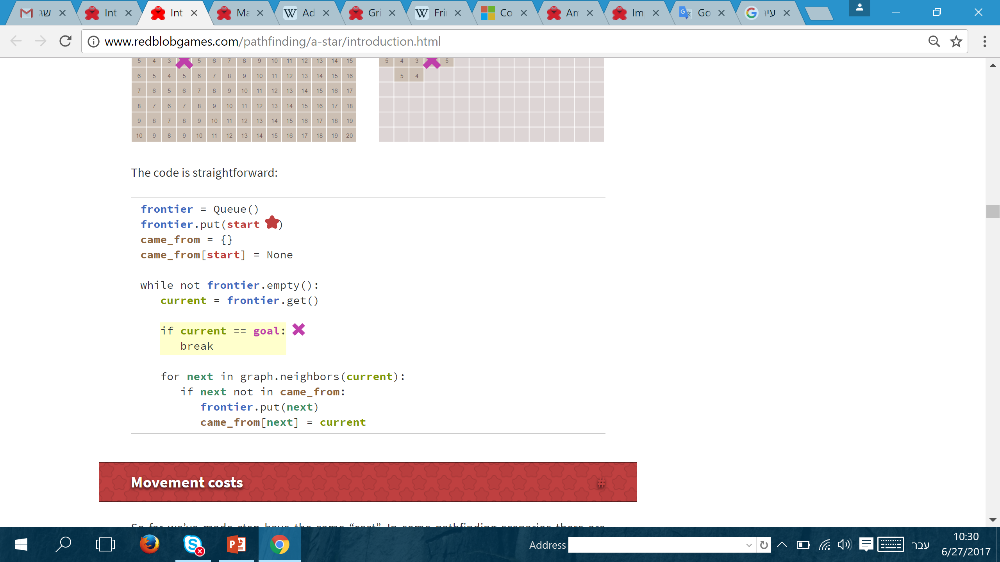 שג Int Int Ma Ad Gri Fri Co Am Im Go עיו
www.redblobgames.com/pathfinding/a-star/introduction.html
5 4 3 5 6 7 8 9 10 11 12 13 14 15 5 4 3 5
6 5 4 5 6 7 8 9 10 11 12 13 14 15 16 5 4
7 6 5 6 7 8 9 10 11 12 13 14 15 16 17
8 7 6 7 8 9 10 11 12 13 14 15 16 17 18
9 8 7 8 9 10 11 12 13 14 15 16 17 18 19
10 9 8 9 10 11 12 13 14 15 16 17 18 19 20
The code is straightforward:
frontier = Queue()
frontier.put(start )
came_from = {}
came_from[start] = None
while not frontier.empty():
current = frontier.get()
if current == goal:
break
for next in graph.neighbors(current):
if next not in came_from:
frontier.put(next)
came_from[next] = current
Movement costs #
So far we’ve made step have the same “cost”. In some pathfinding scenarios there are
Address עבר 10:30
6/27/2017